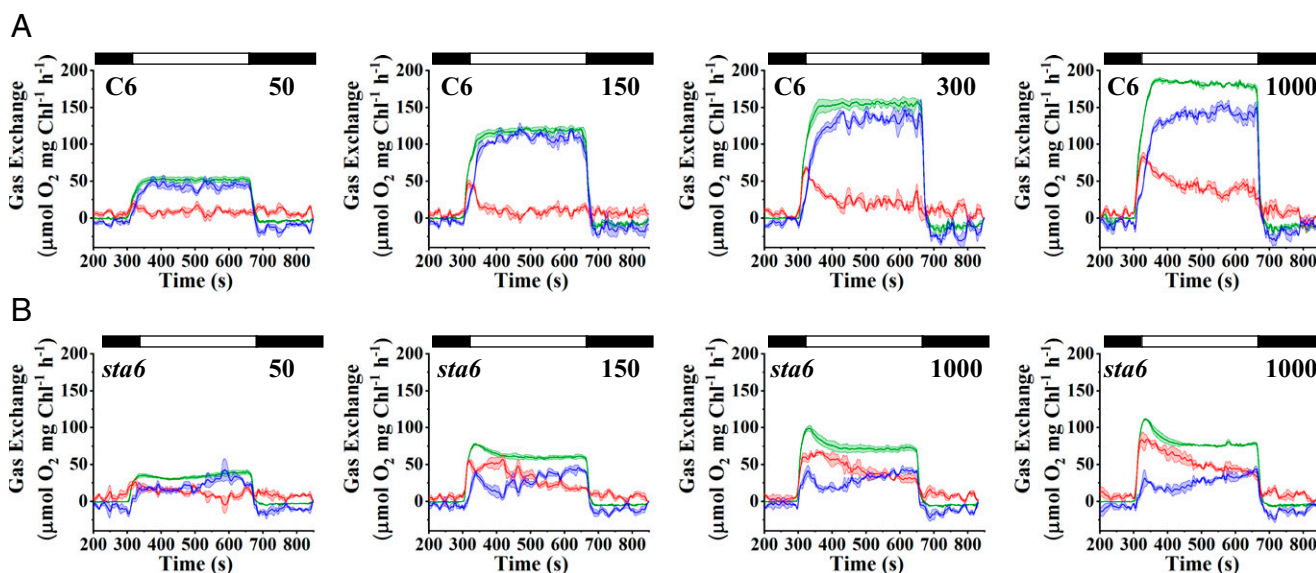 A
C6 50
Gas Exchange
(μmol O₂ mg Chl⁻¹ h⁻¹)
200
150
100
50
0
200 300 400 500 600 700 800
Time (s)
C6 150
Gas Exchange
(μmol O₂ mg Chl⁻¹ h⁻¹)
200
150
100
50
0
200 300 400 500 600 700 800
Time (s)
C6 300
Gas Exchange
(μmol O₂ mg Chl⁻¹ h⁻¹)
200
150
100
50
0
200 300 400 500 600 700 800
Time (s)
C6 1000
Gas Exchange
(μmol O₂ mg Chl⁻¹ h⁻¹)
200
150
100
50
0
200 300 400 500 600 700 800
Time (s)
B
sta6 50
Gas Exchange
(μmol O₂ mg Chl⁻¹ h⁻¹)
200
150
100
50
0
200 300 400 500 600 700 800
Time (s)
sta6 150
Gas Exchange
(μmol O₂ mg Chl⁻¹ h⁻¹)
200
150
100
50
0
200 300 400 500 600 700 800
Time (s)
sta6 1000
Gas Exchange
(μmol O₂ mg Chl⁻¹ h⁻¹)
200
150
100
50
0
200 300 400 500 600 700 800
Time (s)
sta6 1000
Gas Exchange
(μmol O₂ mg Chl⁻¹ h⁻¹)
200
150
100
50
0
200 300 400 500 600 700 800
Time (s)